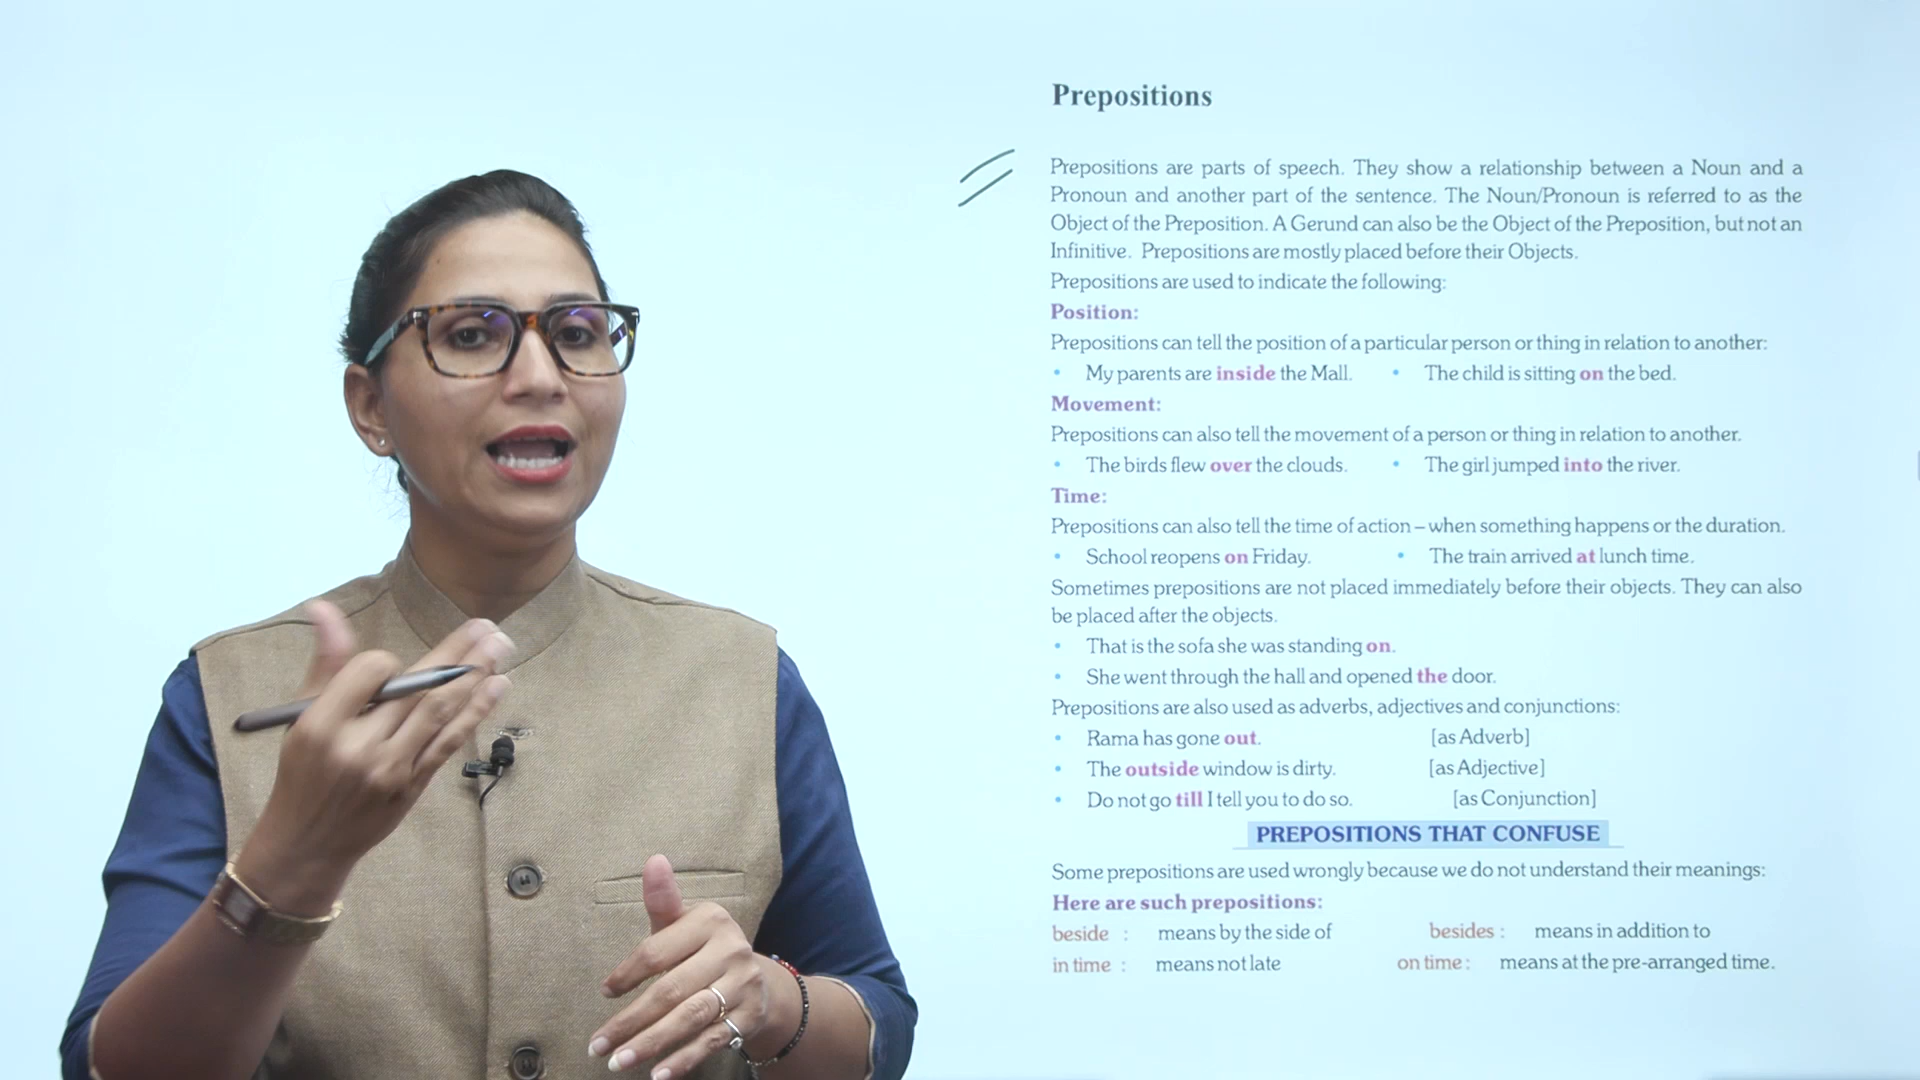 Prepositions
Prepositions are parts of speech. They show a relationship between a Noun and a
Pronoun and another part of the sentence. The Noun/Pronoun is referred to as the
Object of the Preposition. A Gerund can also be the Object of the Preposition, but not an
Infinitive. Prepositions are mostly placed before their Objects.
Prepositions are used to indicate the following:
Position:
Prepositions can tell the position of a particular person or thing in relation to another:
• My parents are inside the Mall. • The child is sitting on the bed.
Movement:
Prepositions can also tell the movement of a person or thing in relation to another.
• The birds flew over the clouds. • The girl jumped into the river.
Time:
Prepositions can also tell the time of action – when something happens or the duration.
• School reopens on Friday. • The train arrived at lunch time.
Sometimes prepositions are not placed immediately before their objects. They can also
be placed after the objects.
• That is the sofa she was standing on.
• She went through the hall and opened the door.
Prepositions are also used as adverbs, adjectives and conjunctions:
• Rama has gone out. [as Adverb]
• The outside window is dirty. [as Adjective]
• Do not go till I tell you to do so. [as Conjunction]
PREPOSITIONS THAT CONFUSE
Some prepositions are used wrongly because we do not understand their meanings:
Here are such prepositions:
beside : means by the side of besides : means in addition to
in time : means not late on time : means at the pre-arranged time.